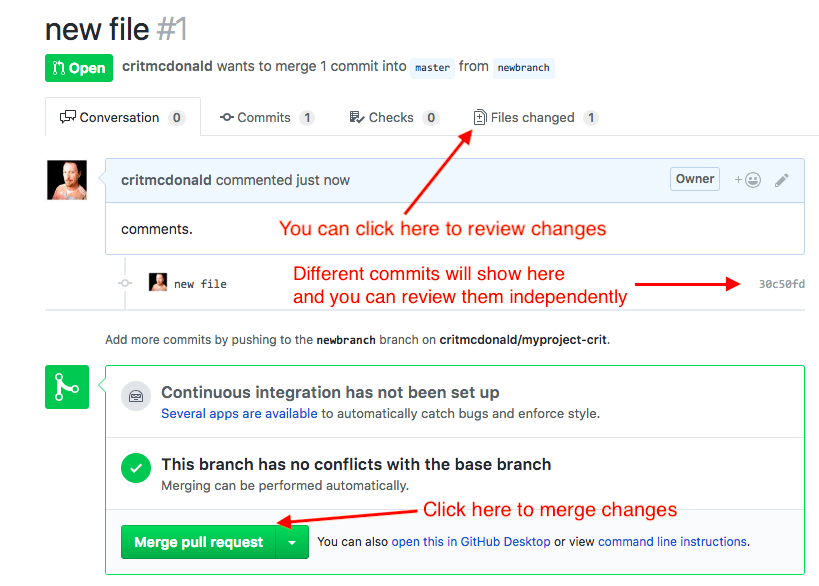 new file #1
Open critmcdonald wants to merge 1 commit into master from newbranch
Conversation 0 Commits 1 Checks 0 Files changed 1
critmcdonald commented just now Owner
comments.
You can click here to review changes
Different commits will show here
and you can review them independently
new file 30c50fd
Add more commits by pushing to the newbranch branch on critmcdonald/myproject-crit.
Continuous integration has not been set up
Several apps are available to automatically catch bugs and enforce style.
This branch has no conflicts with the base branch
Merging can be performed automatically.
Click here to merge changes
Merge pull request You can also open this in GitHub Desktop or view command line instructions.